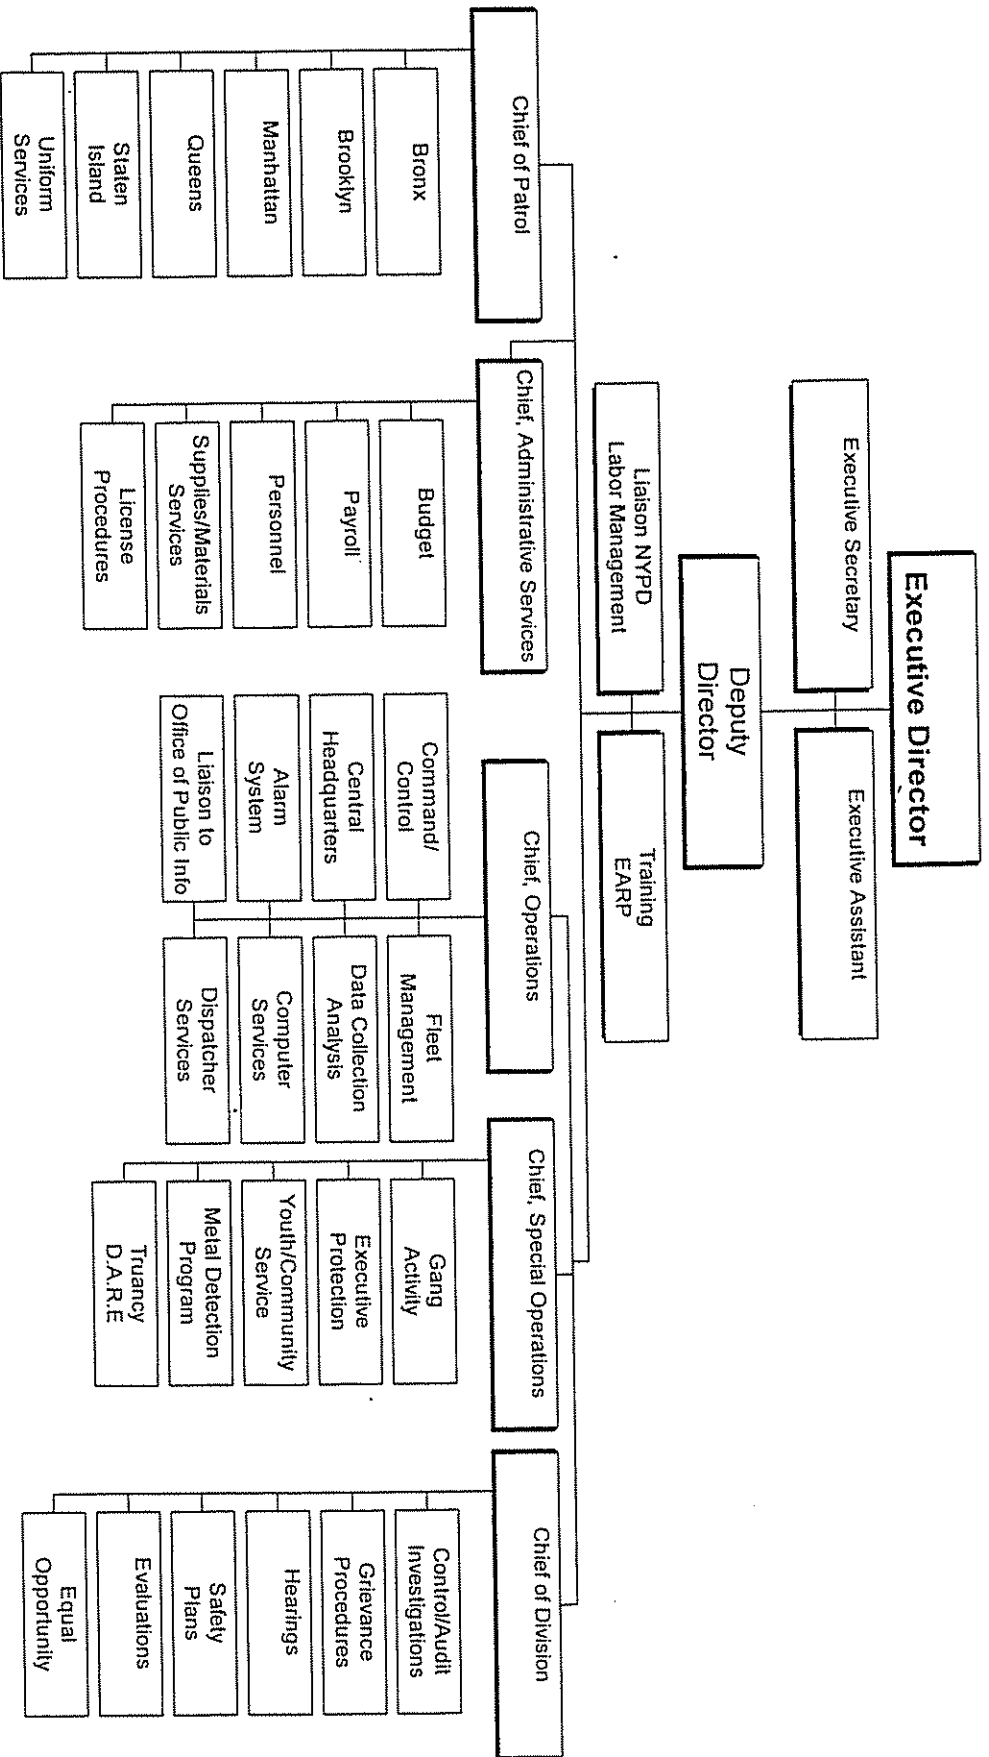 Executive Director
Executive Secretary
Executive Assistant
Deputy
Director
Liaison NYPD
Labor Management
Training
EARP
Chief of Patrol
Bronx
Brooklyn
Manhattan
Queens
Staten
Island
Uniform
Services
Chief, Administrative Services
Budget
Payroll
Personnel
Supplies/Materials
Services
License
Procedures
Chief, Operations
Command/
Control
Fleet
Management
Central
Headquarters
Data Collection
Analysis
Alarm
System
Computer
Services
Liaison to
Office of Public Info
Dispatcher
Services
Chief, Special Operations
Gang
Activity
Executive
Protection
Youth/Community
Service
Metal Detection
Program
Truancy
D.A.R.E
Chief of Division
Control/Audit
Investigations
Grievance
Procedures
Hearings
Safety
Plans
Evaluations
Equal
Opportunity